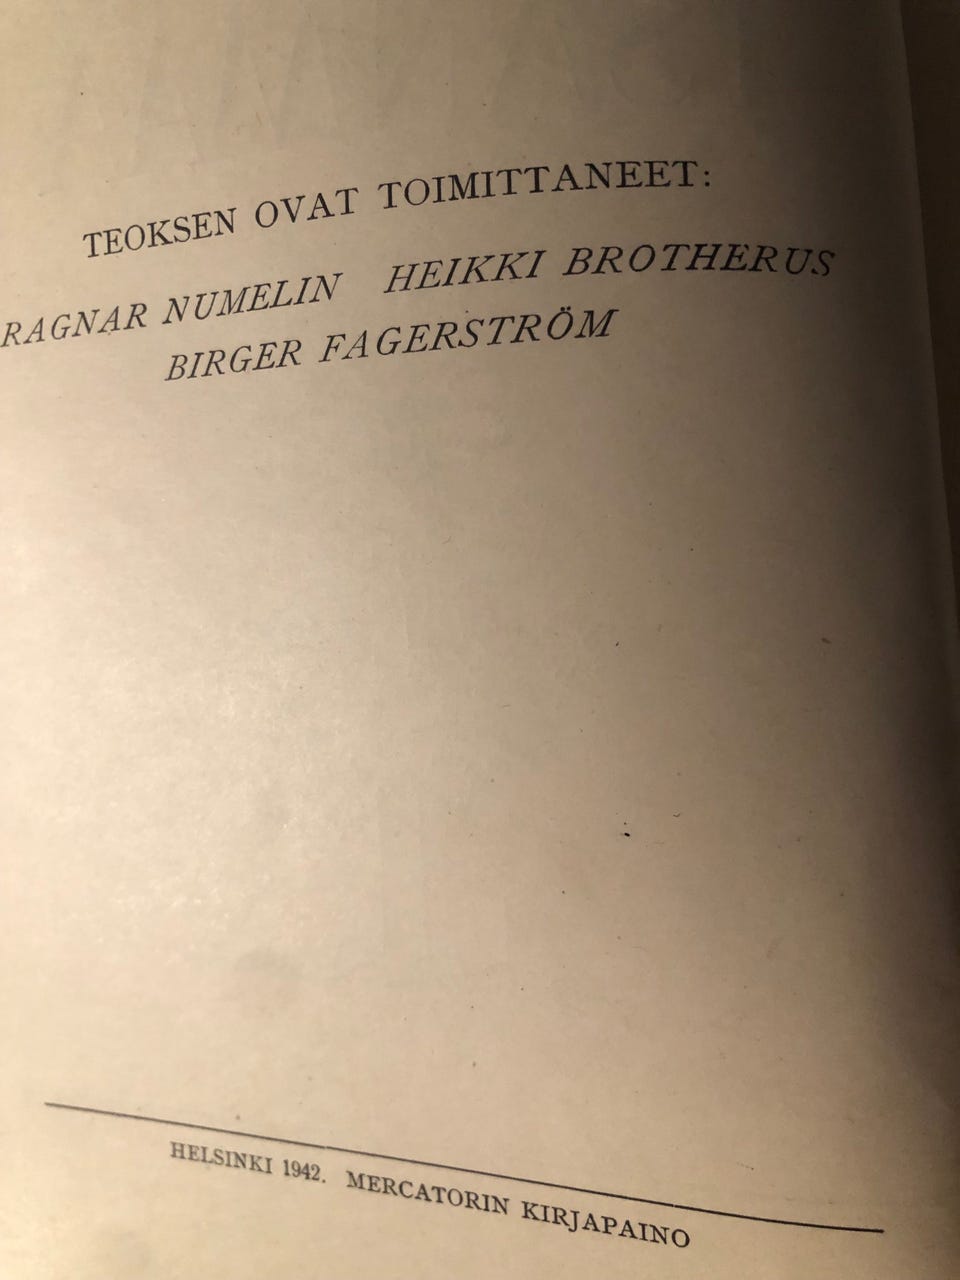 TEOKSEN OVAT TOIMITTANEET:
RAGNAR NUMELIN HEIKKI BROTHERUS
BIRGER FAGERSTRÖM
HELSINKI 1942. MERCATORIN KIRJAPAINO